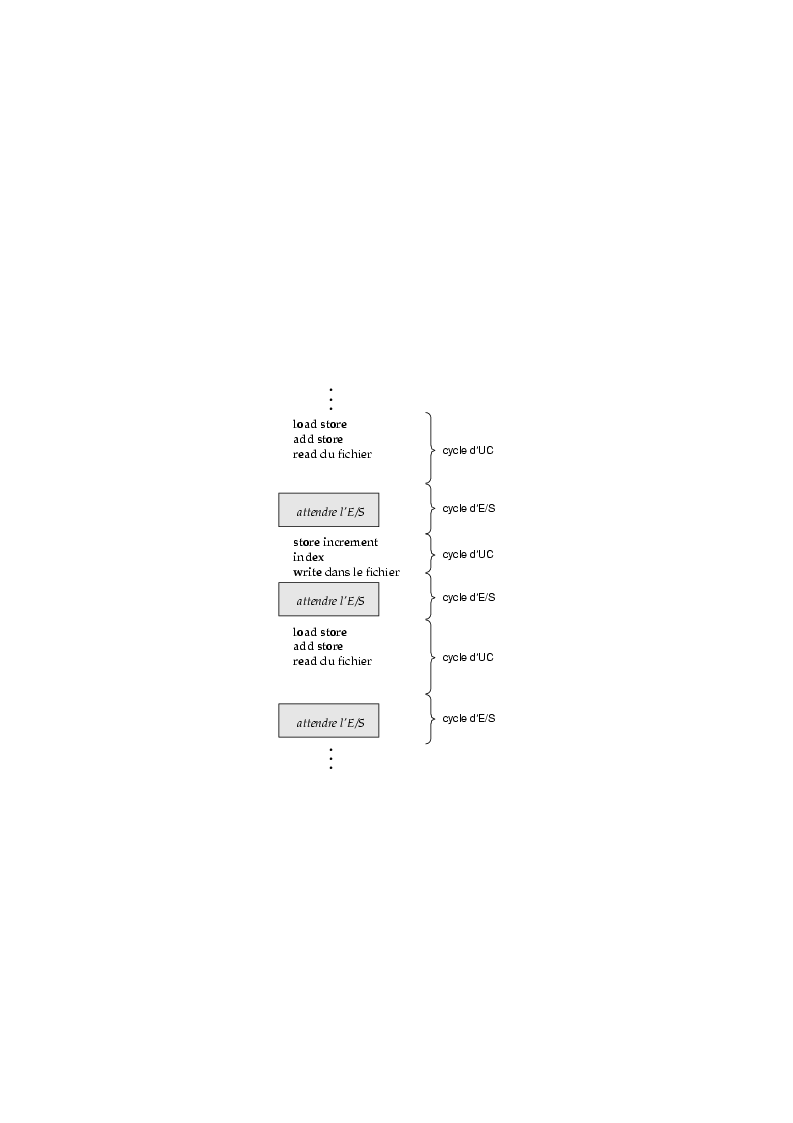 load store
add store
read du fichier
cycle d'UC
attendre l'E/S
cycle d'E/S
store increment
index
write dans le fichier
cycle d'UC
attendre l'E/S
cycle d'E/S
load store
add store
read du fichier
cycle d'UC
attendre l'E/S
cycle d'E/S